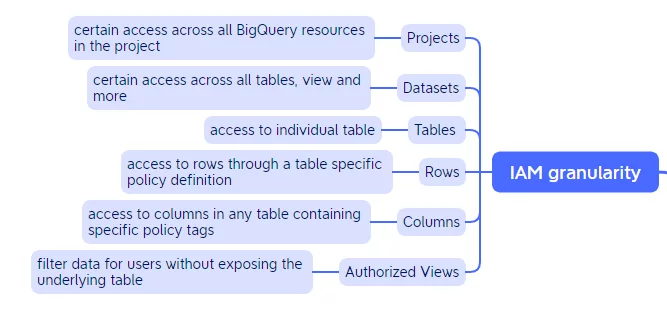 certain access across all BigQuery resources
in the project
Projects
certain access across all tables, view and
more
Datasets
access to individual table
Tables
access to rows through a table specific
policy definition
Rows
IAM granularity
access to columns in any table containing
specific policy tags
Columns
filter data for users without exposing the
underlying table
Authorized Views